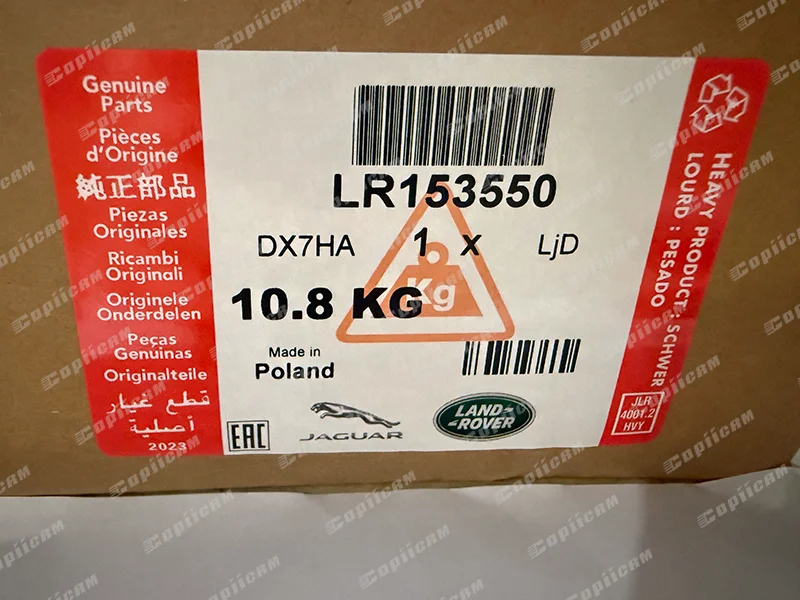 Genuine
Parts
Pièces
d'Origine
純正部品
Piezas
Originales
Ricambi
Originali
Originele
Onderdelen
Peças
Genuinas
Originalteile
قطع غيار
أصلية
2023
LR153550
DX7HA 1 x LjD
10.8 KG
Kg
Made in
Poland
EAC
JAGUAR
LAND-
-ROVER
HEAVY PRODUCT : SCHWER
LOURD : PESADO
JLR
4001.2
HVY
Copiicam